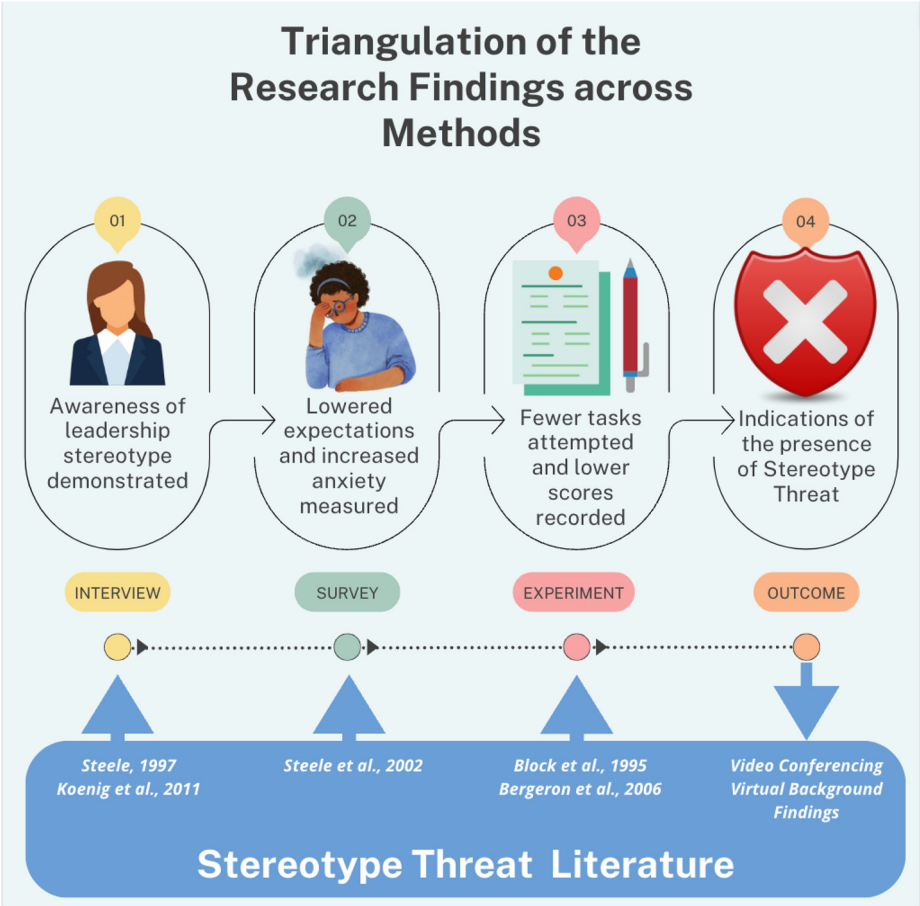 Triangulation of the
Research Findings across
Methods
01
Awareness of
leadership
stereotype
demonstrated
02
Lowered
expectations
and increased
anxiety
measured
03
Fewer tasks
attempted
and lower
scores
recorded
04
Indications of
the presence
of Stereotype
Threat
INTERVIEW
SURVEY
EXPERIMENT
OUTCOME
Steele, 1997
Koenig et al., 2011
Steele et al., 2002
Block et al., 1995
Bergeron et al., 2006
Video Conferencing
Virtual Background
Findings
Stereotype Threat Literature